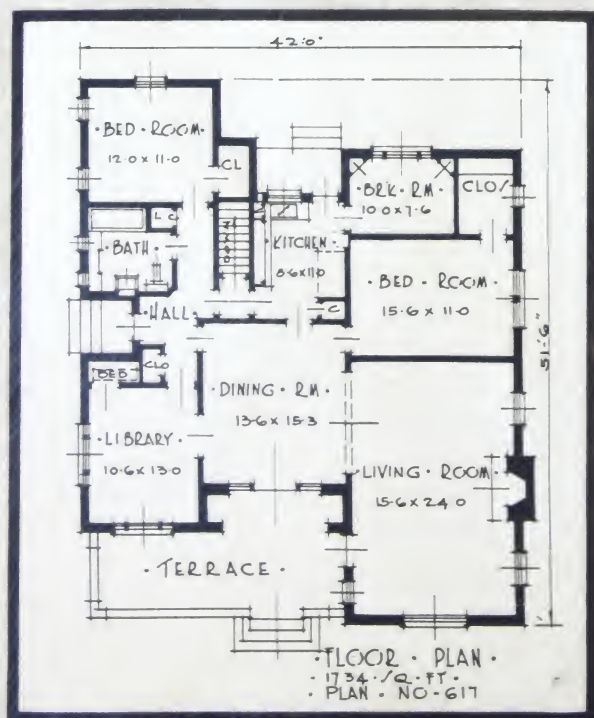 42'-0"
· BED · ROOM ·
12-0 x 11-0
CL
· BRK · RM ·
10-0 x 7-6
CLOS
L C
· BATH ·
· KITCHEN ·
8-6 x 11-0
· BED · ROOM ·
15-6 x 11-0
51'-6"
· HALL ·
C
BED
CLO
· DINING · RM ·
13-6 x 15-3
· LIBRARY ·
10-6 x 13-0
· LIVING · ROOM ·
15-6 x 24-0
· TERRACE ·
· FLOOR · PLAN ·
· 1734 · SQ · FT ·
· PLAN · NO · 617